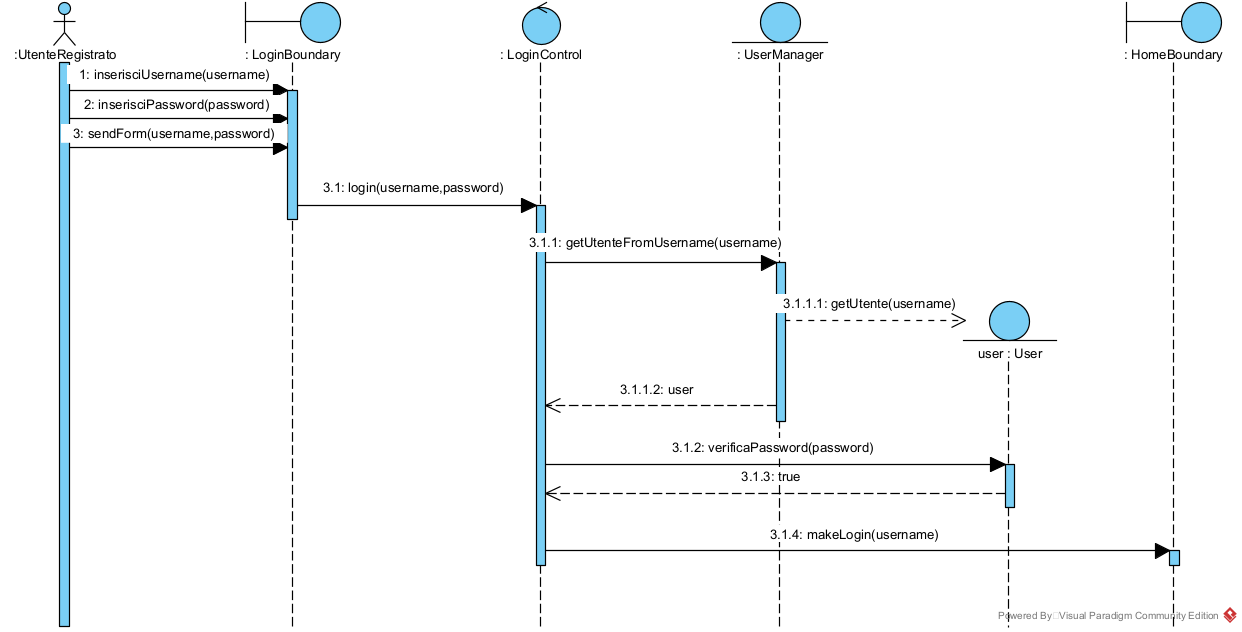 :UtenteRegistrato
: LoginBoundary
: LoginControl
: UserManager
: HomeBoundary
1: inserisciUsername(username)
2: inserisciPassword(password)
3: sendForm(username,password)
3.1: login(username,password)
3.1.1: getUtenteFromUsername(username)
3.1.1.1: getUtente(username)
user : User
3.1.1.2: user
3.1.2: verificaPassword(password)
3.1.3: true
3.1.4: makeLogin(username)
Powered By Visual Paradigm Community Edition